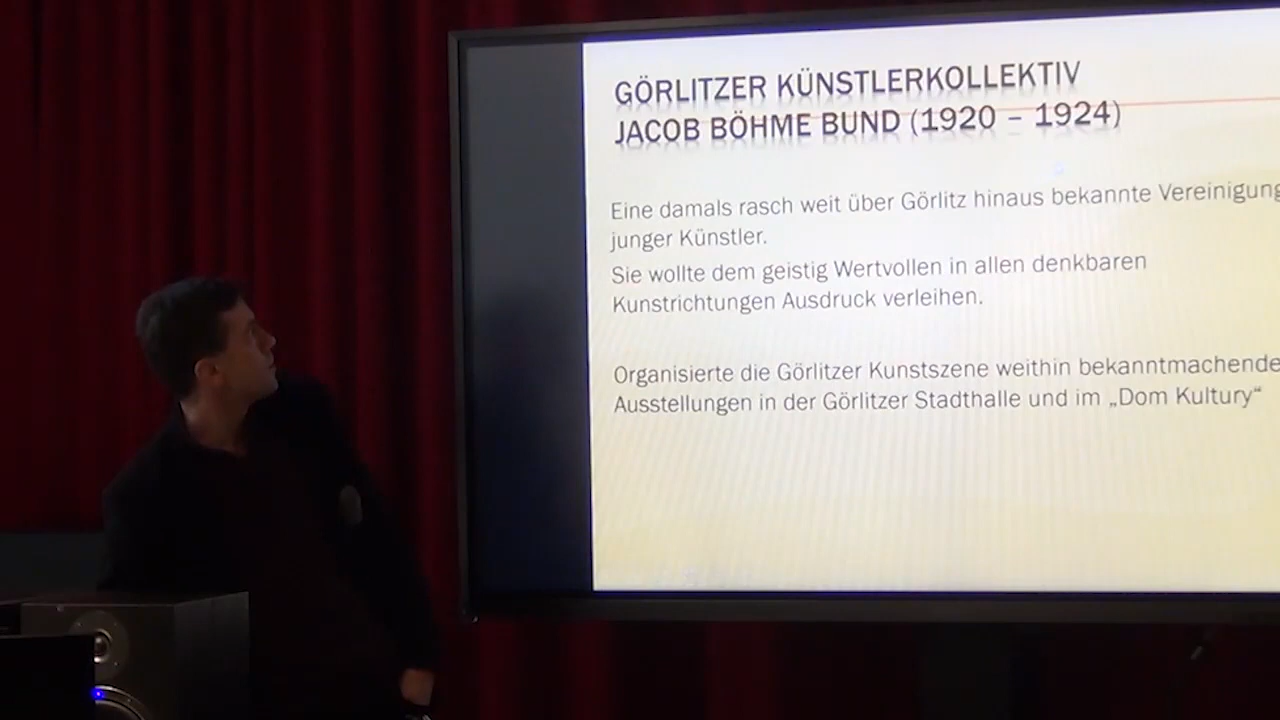 GÖRLITZER KÜNSTLERKOLLEKTIV
JACOB BÖHME BUND (1920 – 1924)
Eine damals rasch weit über Görlitz hinaus bekannte Vereinigung
junger Künstler.
Sie wollte dem geistig Wertvollen in allen denkbaren
Kunstrichtungen Ausdruck verleihen.
Organisierte die Görlitzer Kunstszene weithin bekanntmachende
Ausstellungen in der Görlitzer Stadthalle und im „Dom Kultury“